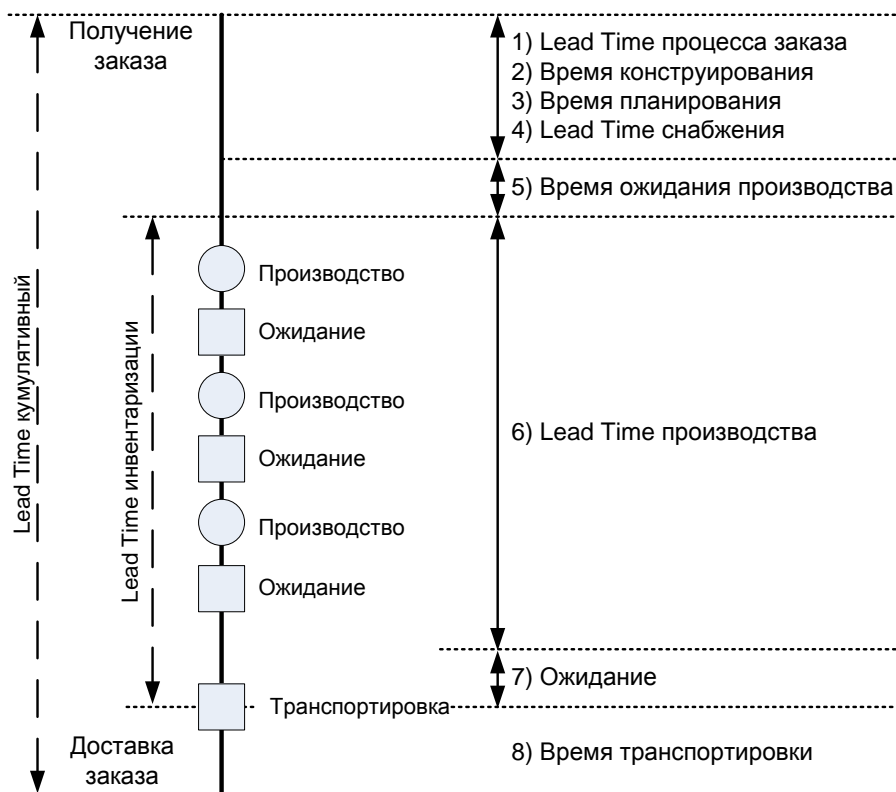 Получение
заказа
1) Lead Time процесса заказа
2) Время конструирования
3) Время планирования
4) Lead Time снабжения
5) Время ожидания производства
Lead Time кумулятивный
Lead Time инвентаризации
Производство
Ожидание
Производство
Ожидание
Производство
Ожидание
6) Lead Time производства
7) Ожидание
Транспортировка
Доставка
заказа
8) Время транспортировки